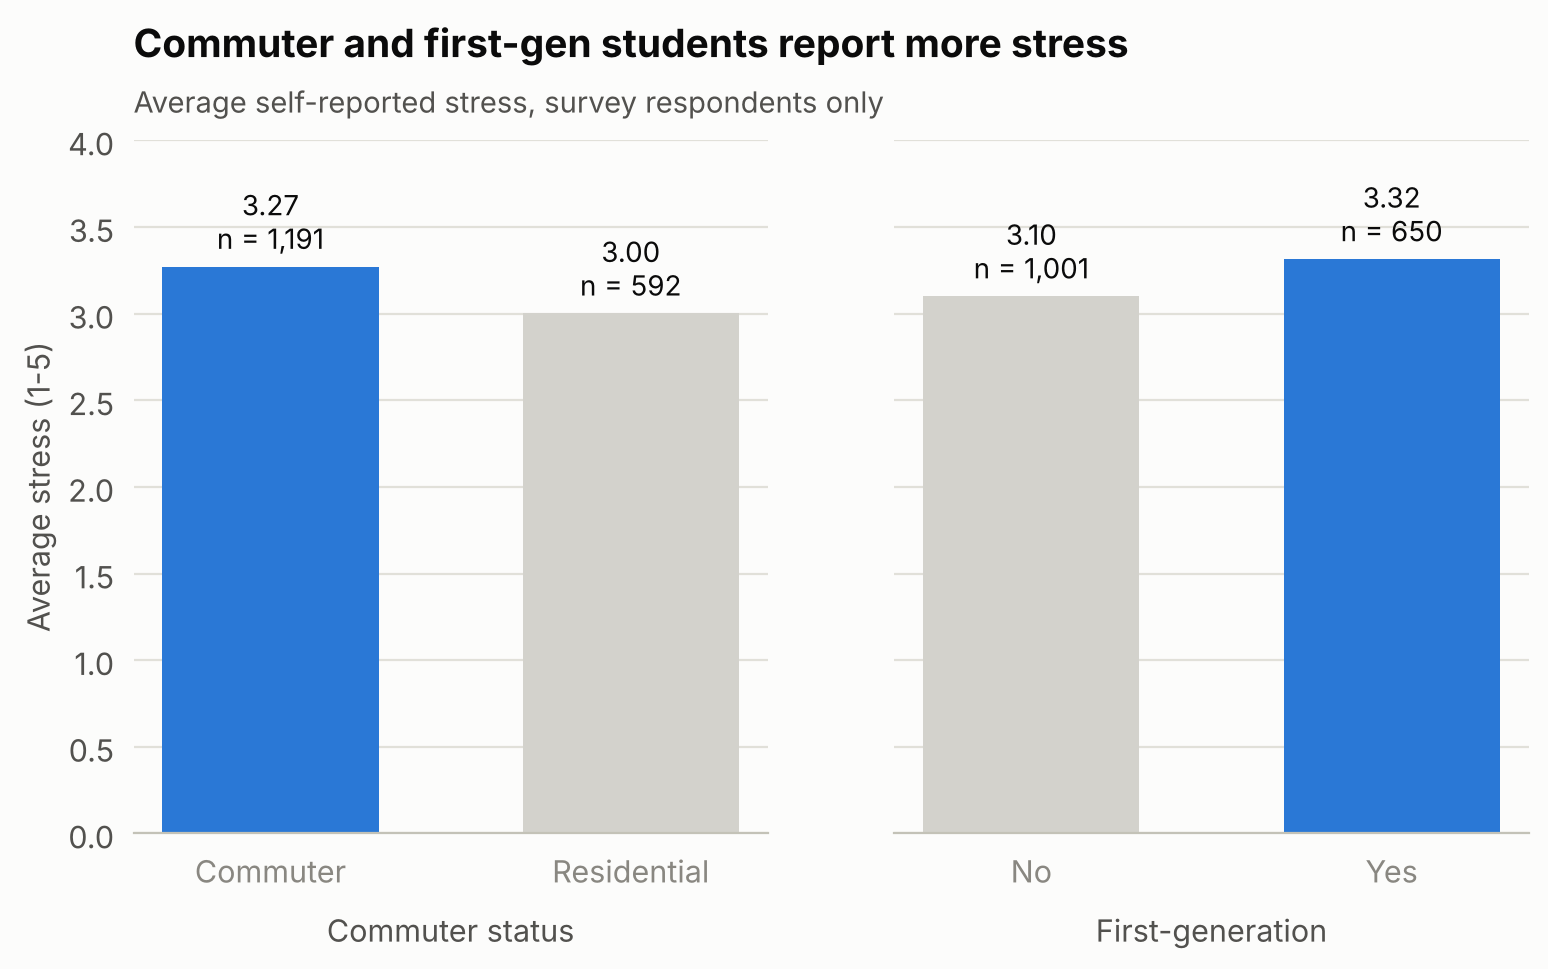 Commuter and first-gen students report more stress
Average self-reported stress, survey respondents only
Average stress (1-5)
4.0
3.5
3.0
2.5
2.0
1.5
1.0
0.5
0.0
3.27
n = 1,191
3.00
n = 592
Commuter
Residential
Commuter status
3.10
n = 1,001
3.32
n = 650
No
Yes
First-generation